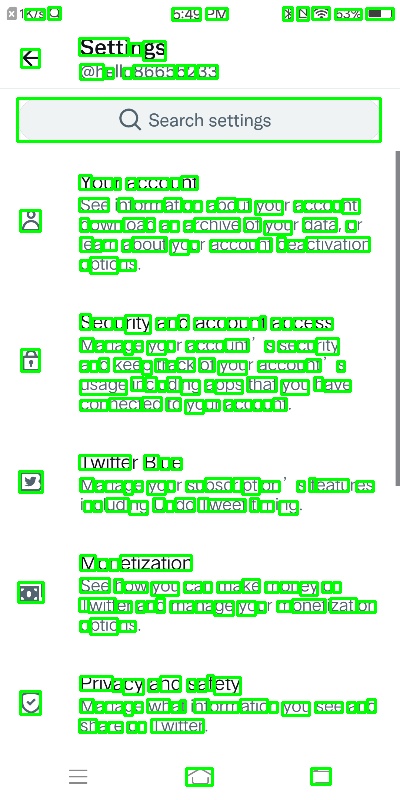 1K/s 5:49 PM 53%
Settings
Search settings
Your account
See information about your account,
download an archive of your data, or
learn about your account deactivation
options.
Security and account access
Manage your account's security
and keep track of your account's
usage including apps that you have
connected to your account.
Twitter Blue
Manage your subscription's features
including Undo Tweet timing.
Monetization
See how you can make money on
Twitter and manage your monetization
options.
Privacy and safety
Manage what information you see and
share on Twitter.